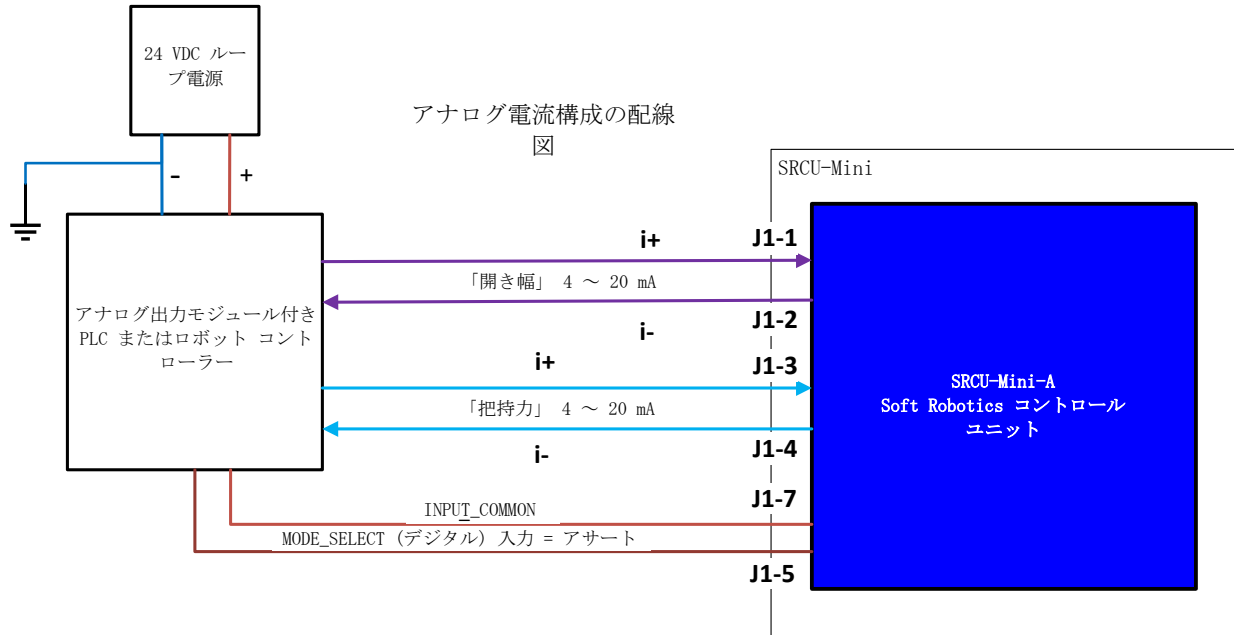 24 VDC ルー
プ電源
アナログ電流構成の配線
図
SRCU-Mini
-
+
アナログ出力モジュール付き
PLC またはロボット コント
ローラー
i+
J1-1
「開き幅」 4 ～ 20 mA
J1-2
i-
i+
J1-3
「把持力」 4 ～ 20 mA
i-
J1-4
SRCU-Mini-A
Soft Robotics コントロール
ユニット
J1-7
INPUT_COMMON
MODE_SELECT (デジタル) 入力 = アサート
J1-5